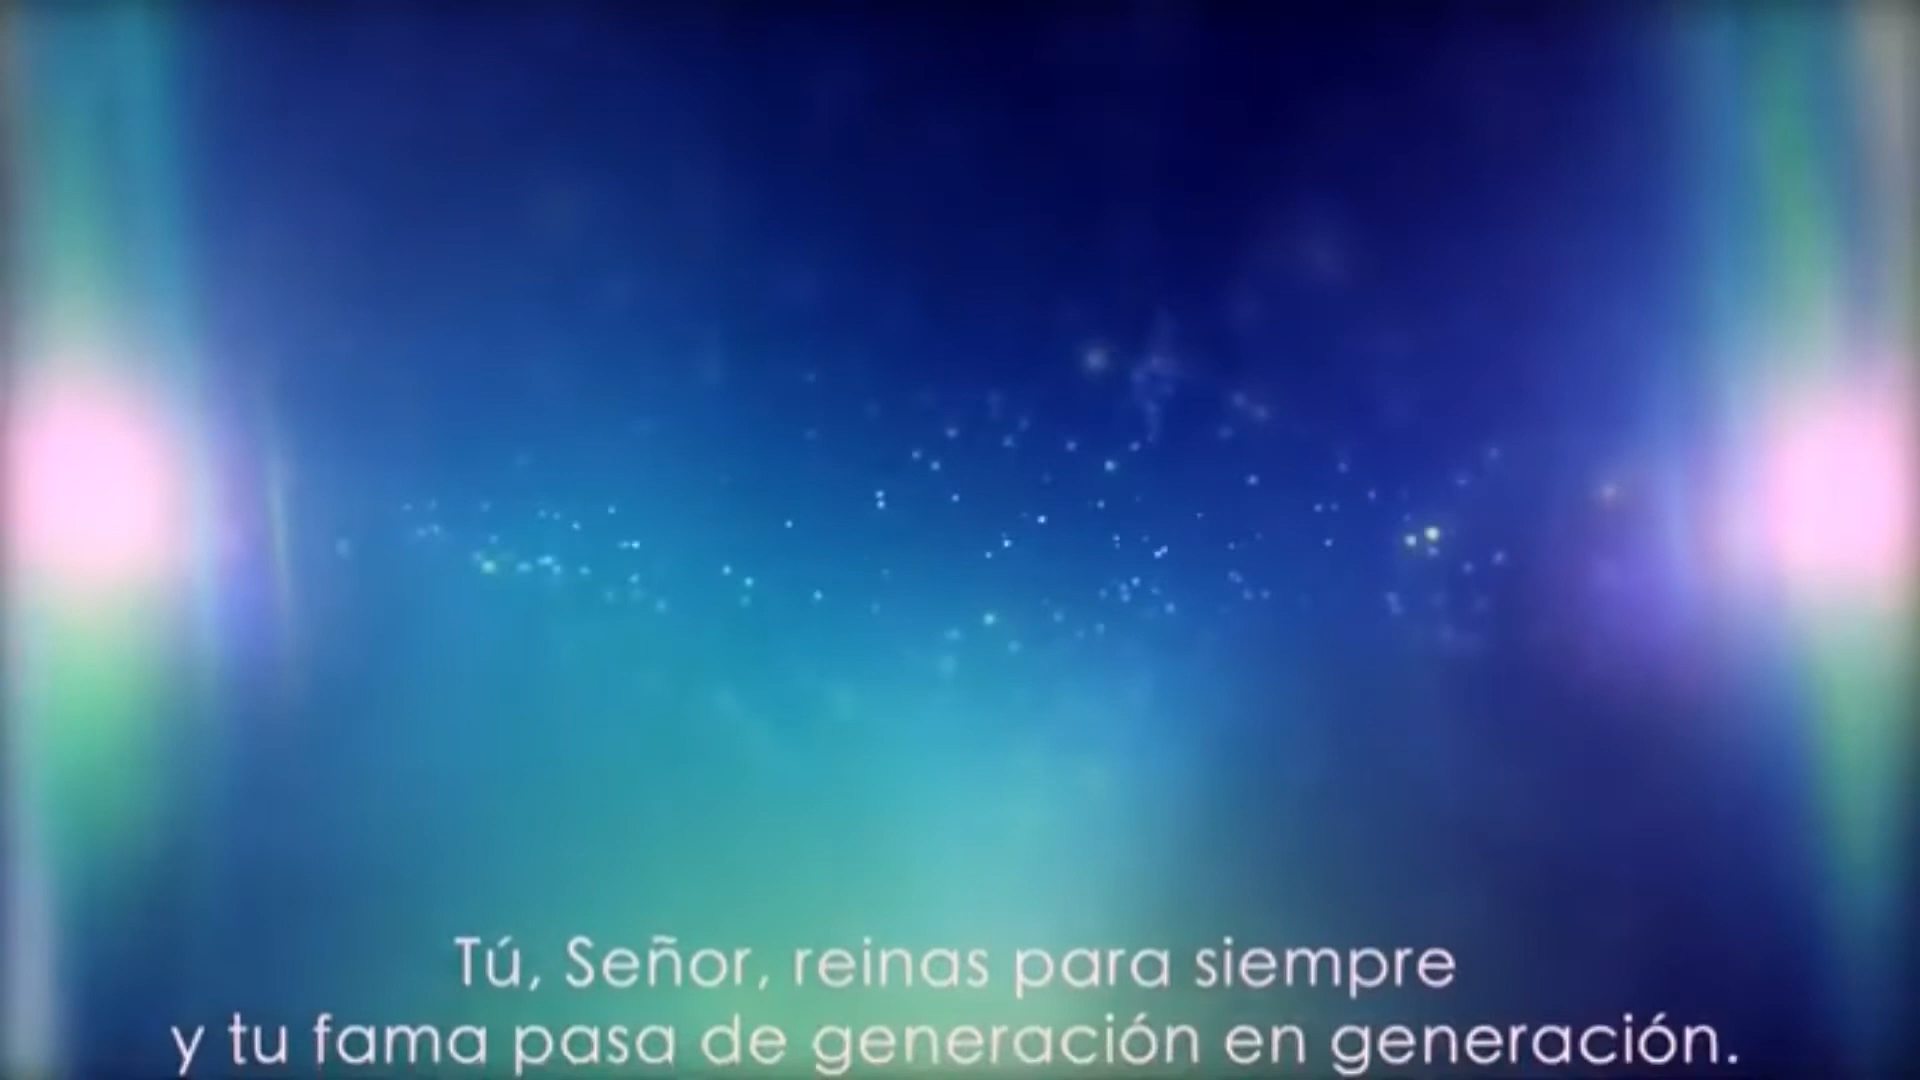 Tú, Señor, reinas para siempre
y tu fama pasa de generación en generación.